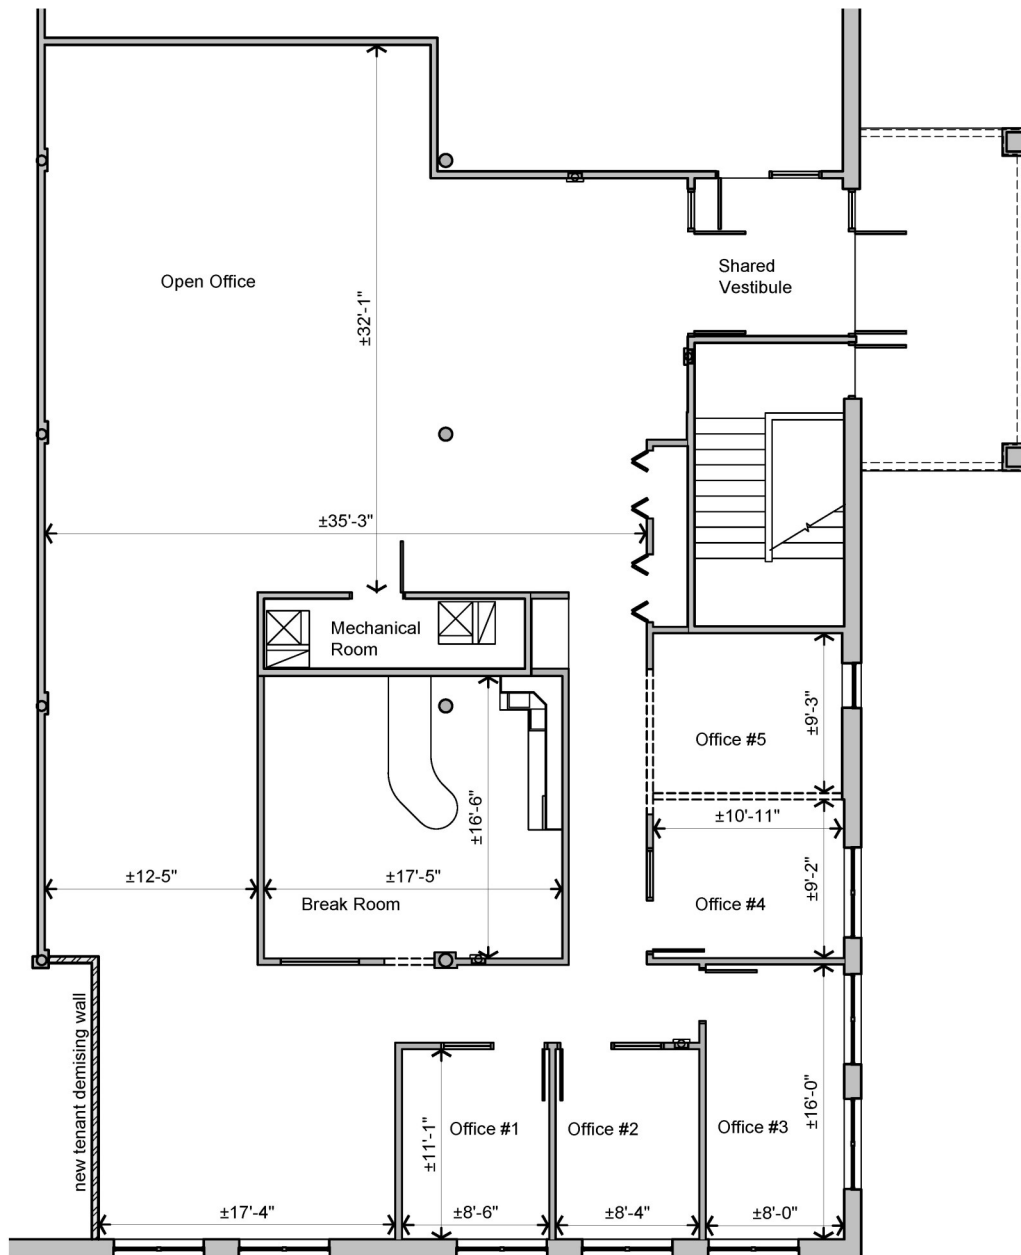 ±32'-1"
Open Office
Shared
Vestibule
±35'-3"
Mechanical
Room
±9'-3"
Office #5
±10'-11"
±16'-6"
±9'-2"
±12-5"
±17'-5"
Break Room
Office #4
new tenant demising wall
±16'-0"
±11'-1"
Office #1
Office #2
Office #3
±17'-4"
±8'-6"
±8'-4"
±8'-0"